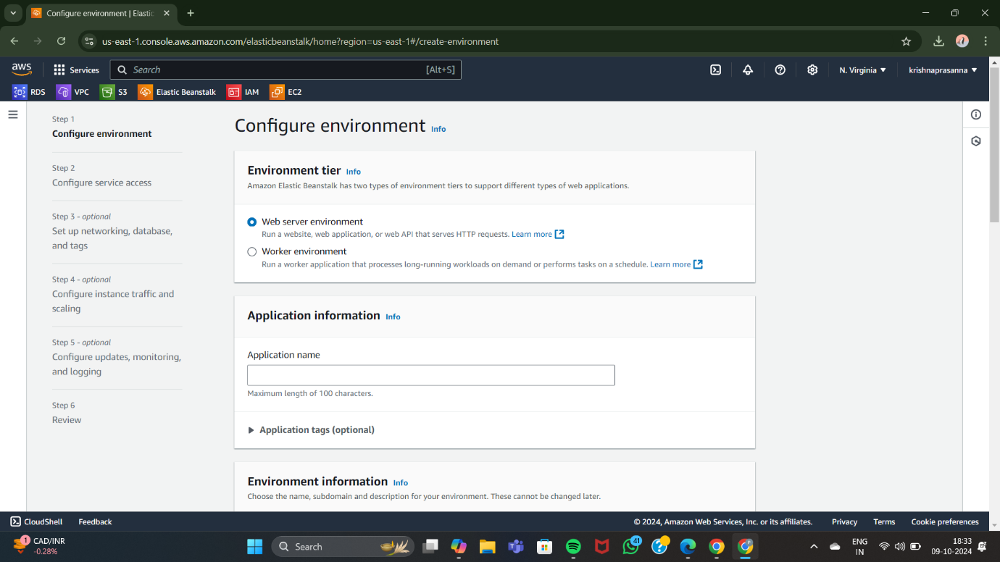 Configure environment | Elastic
us-east-1.console.aws.amazon.com/elasticbeanstalk/home?region=us-east-1#/create-environment
aws
Services
Search
[Alt+S]
N. Virginia
krishnaprasanna
RDS
VPC
S3
Elastic Beanstalk
IAM
EC2
Step 1
Configure environment
Step 2
Configure service access
Step 3 - optional
Set up networking, database,
and tags
Step 4 - optional
Configure instance traffic and
scaling
Step 5 - optional
Configure updates, monitoring,
and logging
Step 6
Review
Configure environment Info
Environment tier Info
Amazon Elastic Beanstalk has two types of environment tiers to support different types of web applications.
Web server environment
Run a website, web application, or web API that serves HTTP requests. Learn more
Worker environment
Run a worker application that processes long-running workloads on demand or performs tasks on a schedule. Learn more
Application information Info
Application name
Maximum length of 100 characters.
Application tags (optional)
Environment information Info
Choose the name, subdomain and description for your environment. These cannot be changed later.
CloudShell
Feedback
© 2024, Amazon Web Services, Inc. or its affiliates.
Privacy
Terms
Cookie preferences
1
CAD/INR
-0.28%
Search
41
ENG
IN
18:33
09-10-2024